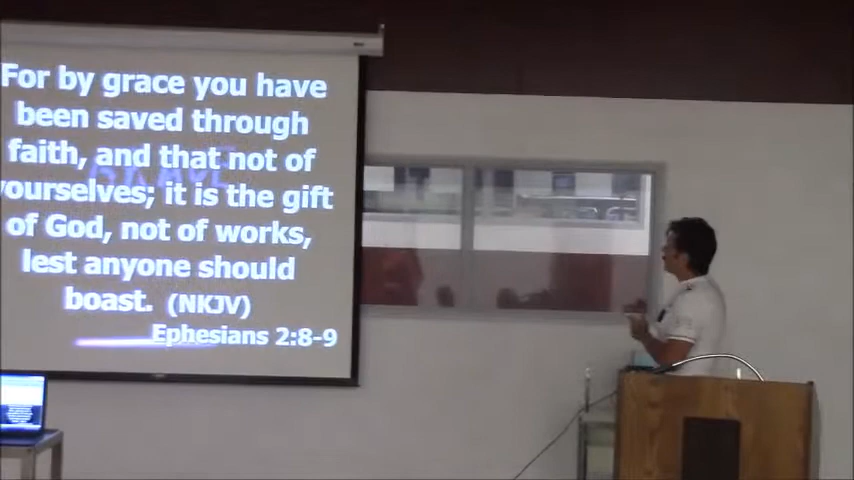 For by grace you have
been saved through
faith, and that not of
yourselves; it is the gift
of God, not of works,
lest anyone should
boast. (NKJV)
Ephesians 2:8-9